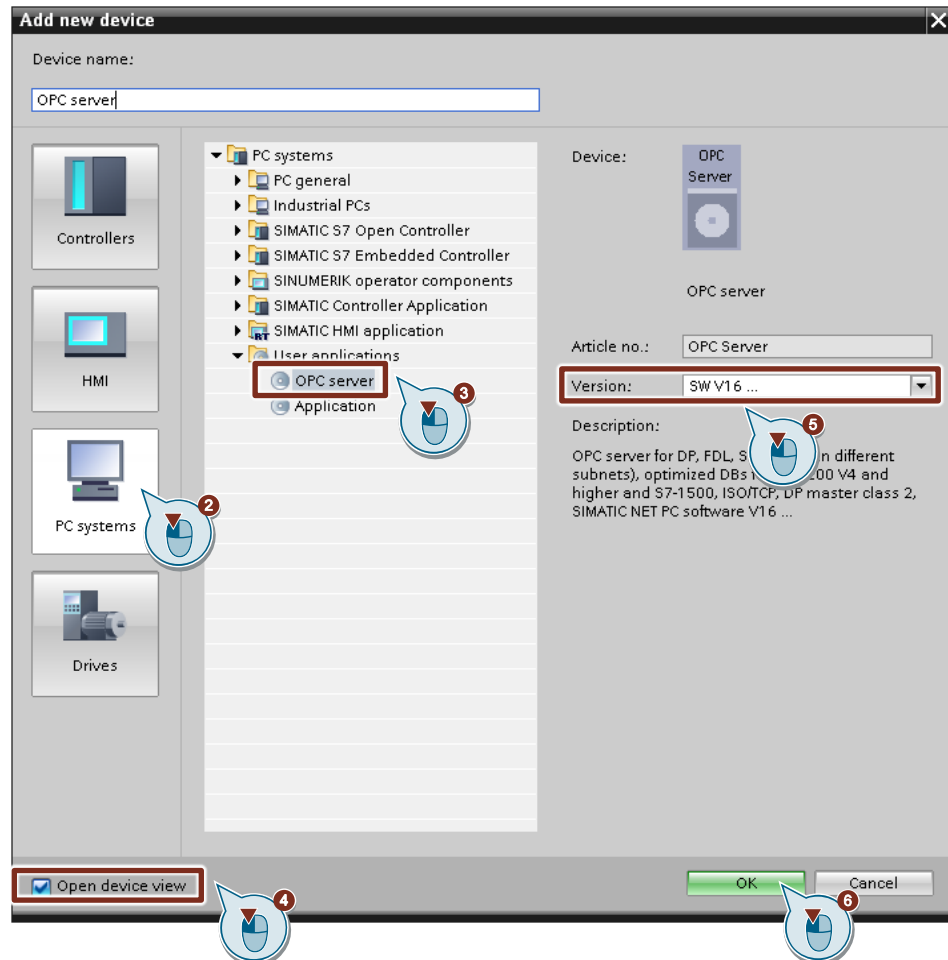 Add new device
Device name:
OPC server
Controllers
HMI
PC systems
2
Drives
PC systems
PC general
Industrial PCs
SIMATIC S7 Open Controller
SIMATIC S7 Embedded Controller
SINUMERIK operator components
SIMATIC Controller Application
RT
SIMATIC HMI application
User applications
OPC server
3
Application
Device:
OPC
Server
OPC server
Article no.:
OPC Server
Version:
SW V16 ...
5
Description:
OPC server for DP, FDL, S n different
subnets), optimized DBs 200 V4 and
higher and S7-1500, ISO/TCP, DP master class 2,
SIMATIC NET PC software V16 ...
Open device view
4
OK
6
Cancel